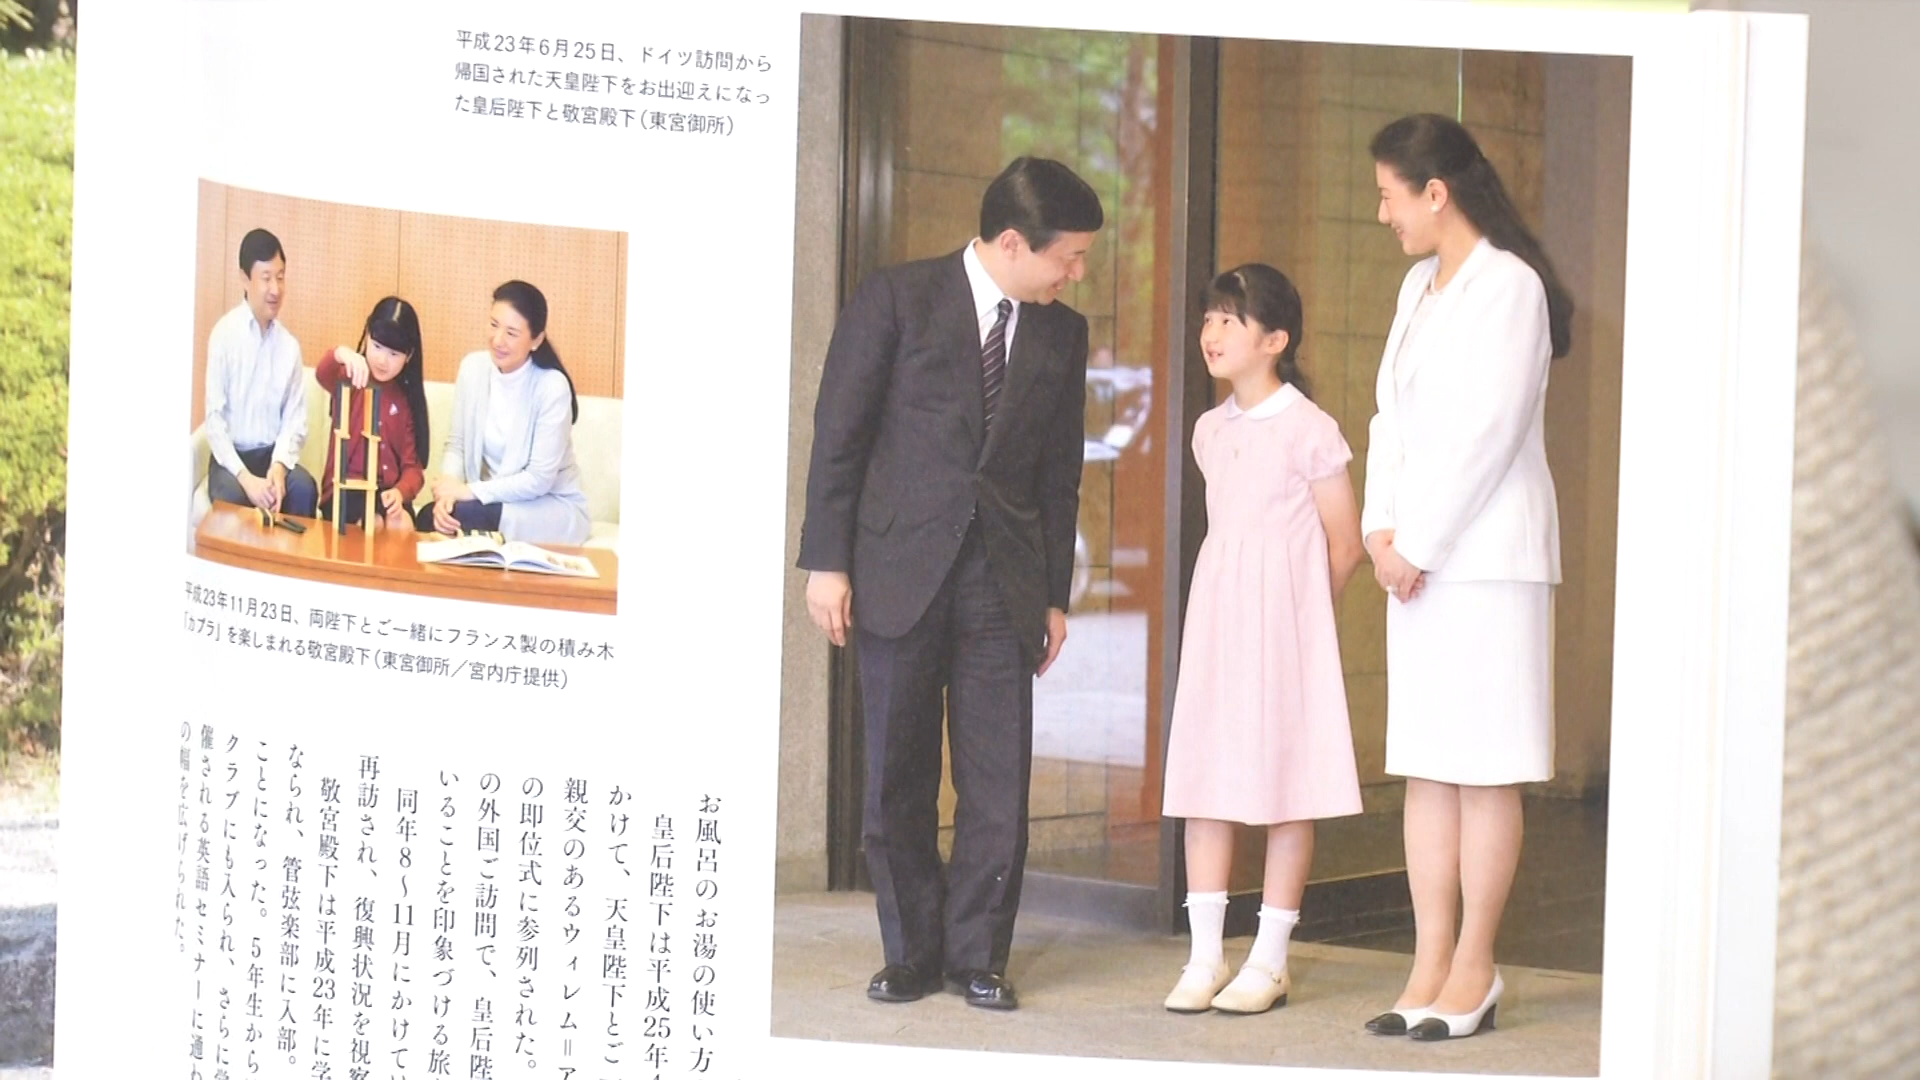 平成23年6月25日、ドイツ訪問から
帰国された天皇陛下をお出迎えになっ
た皇后陛下と敬宮殿下（東宮御所）
平成23年11月23日、両陛下とご一緒にフランス製の積み木
「カプラ」を楽しまれる敬宮殿下（東宮御所／宮内庁提供）
お風呂のお湯の使い方
皇后陛下は平成25年4
かけて、天皇陛下とご
親交のあるウィレム＝ア
の即位式に参列された。
の外国ご訪問で、皇后陛
いることを印象づける旅
同年8〜11月にかけてい
再訪され、復興状況を視察
敬宮殿下は平成23年に学
なられ、管弦楽部に入部。
ことになった。5年生から
クラブにも入られ、さらに学
催される英語セミナーに通わ
の幅を広げられた。